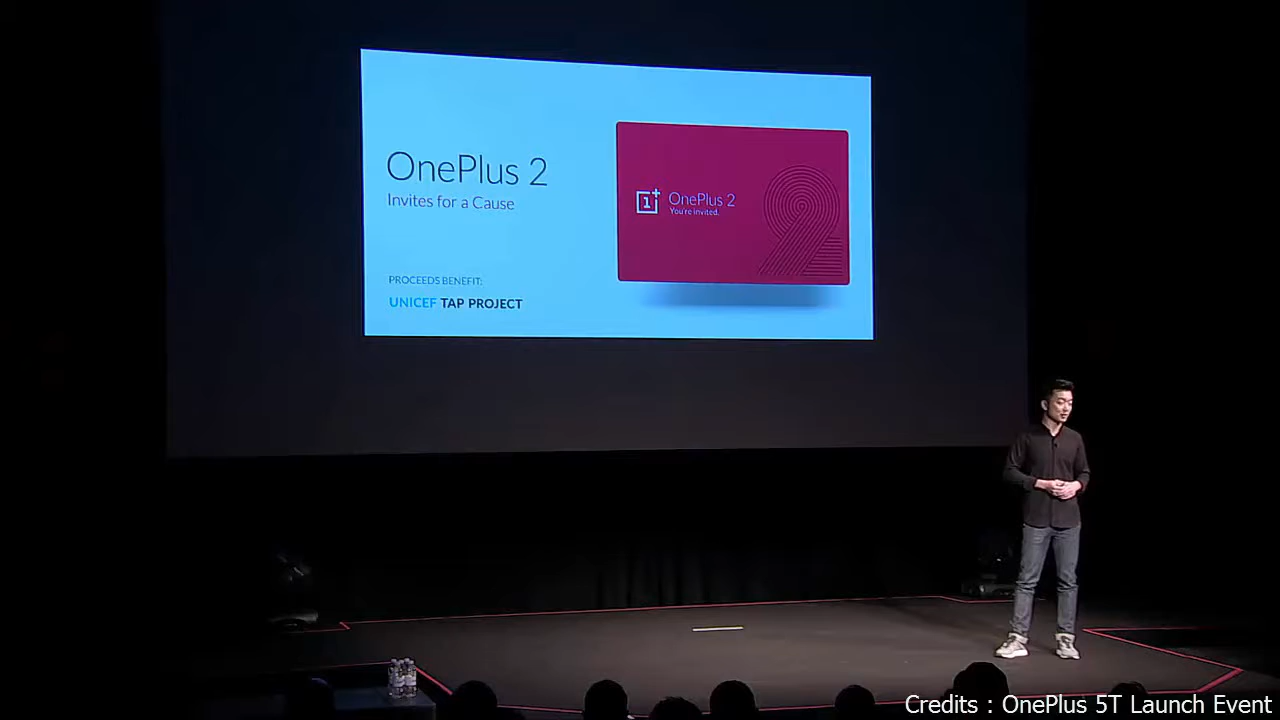 OnePlus 2
Invites for a Cause
PROCEEDS BENEFIT:
UNICEF TAP PROJECT
OnePlus 2
You're invited.
Credits : OnePlus 5T Launch Event